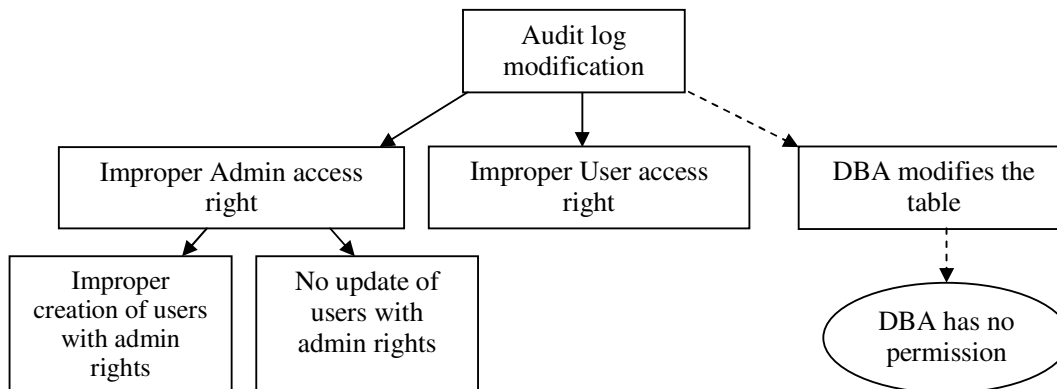 Audit log
modification
Improper Admin access
right
Improper User access
right
DBA modifies the
table
Improper
creation of users
with admin
rights
No update of
users with
admin rights
DBA has no
permission